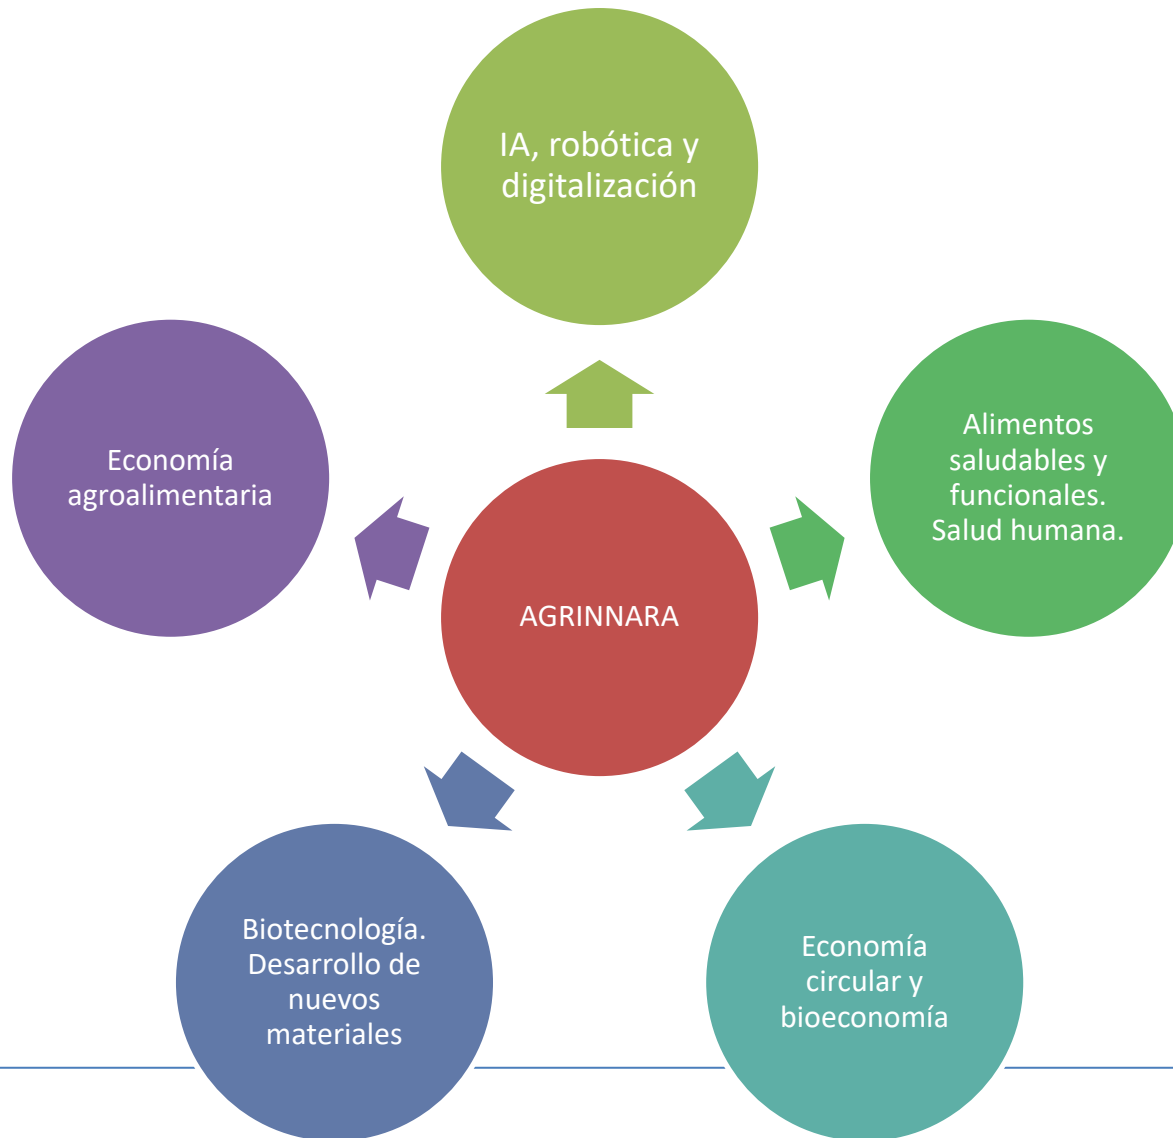 IA, robótica y
digitalización
Economía
agroalimentaria
Alimentos
saludables y
funcionales.
Salud humana.
AGRINNARA
Biotecnología.
Desarrollo de
nuevos
materiales
Economía
circular y
bioeconomía